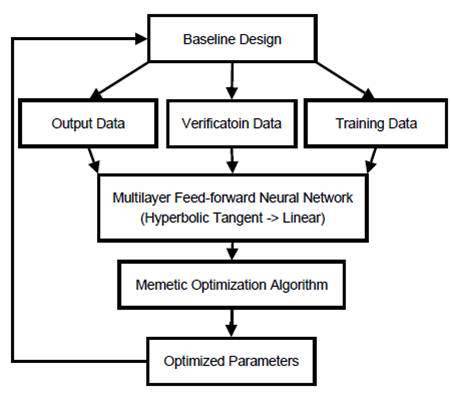 Baseline Design
Output Data
Verificatoin Data
Training Data
Multilayer Feed-forward Neural Network
(Hyperbolic Tangent -> Linear)
Memetic Optimization Algorithm
Optimized Parameters